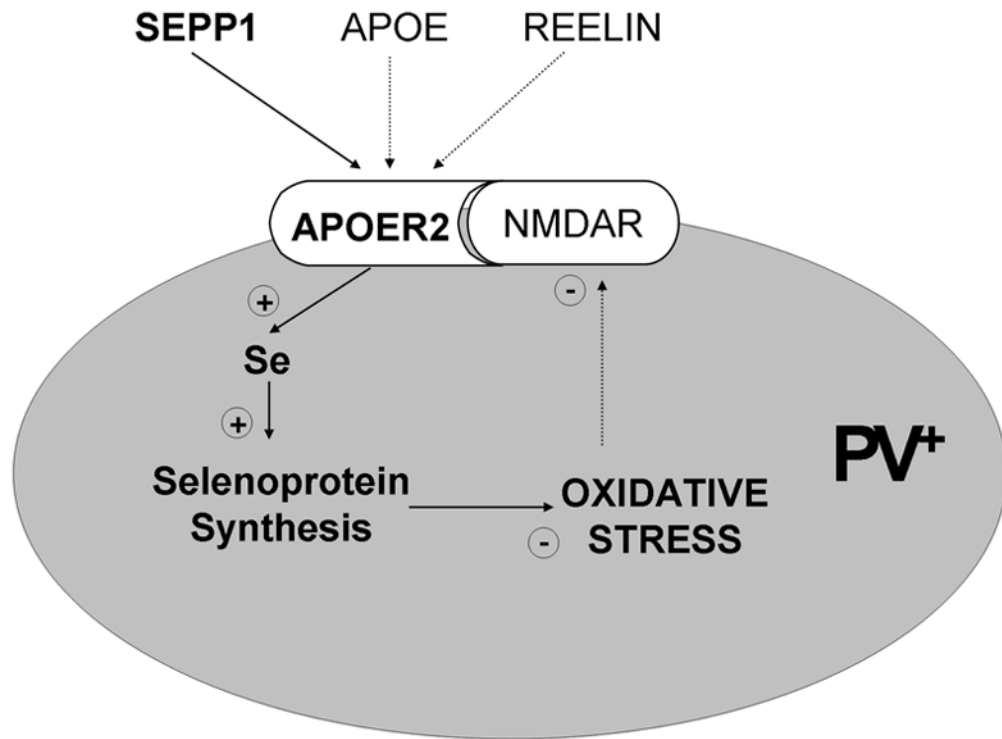 SEPP1 APOE REELIN
APOER2 NMDAR
+ -
Se
+
PV+
Selenoprotein OXIDATIVE
Synthesis STRESS
-